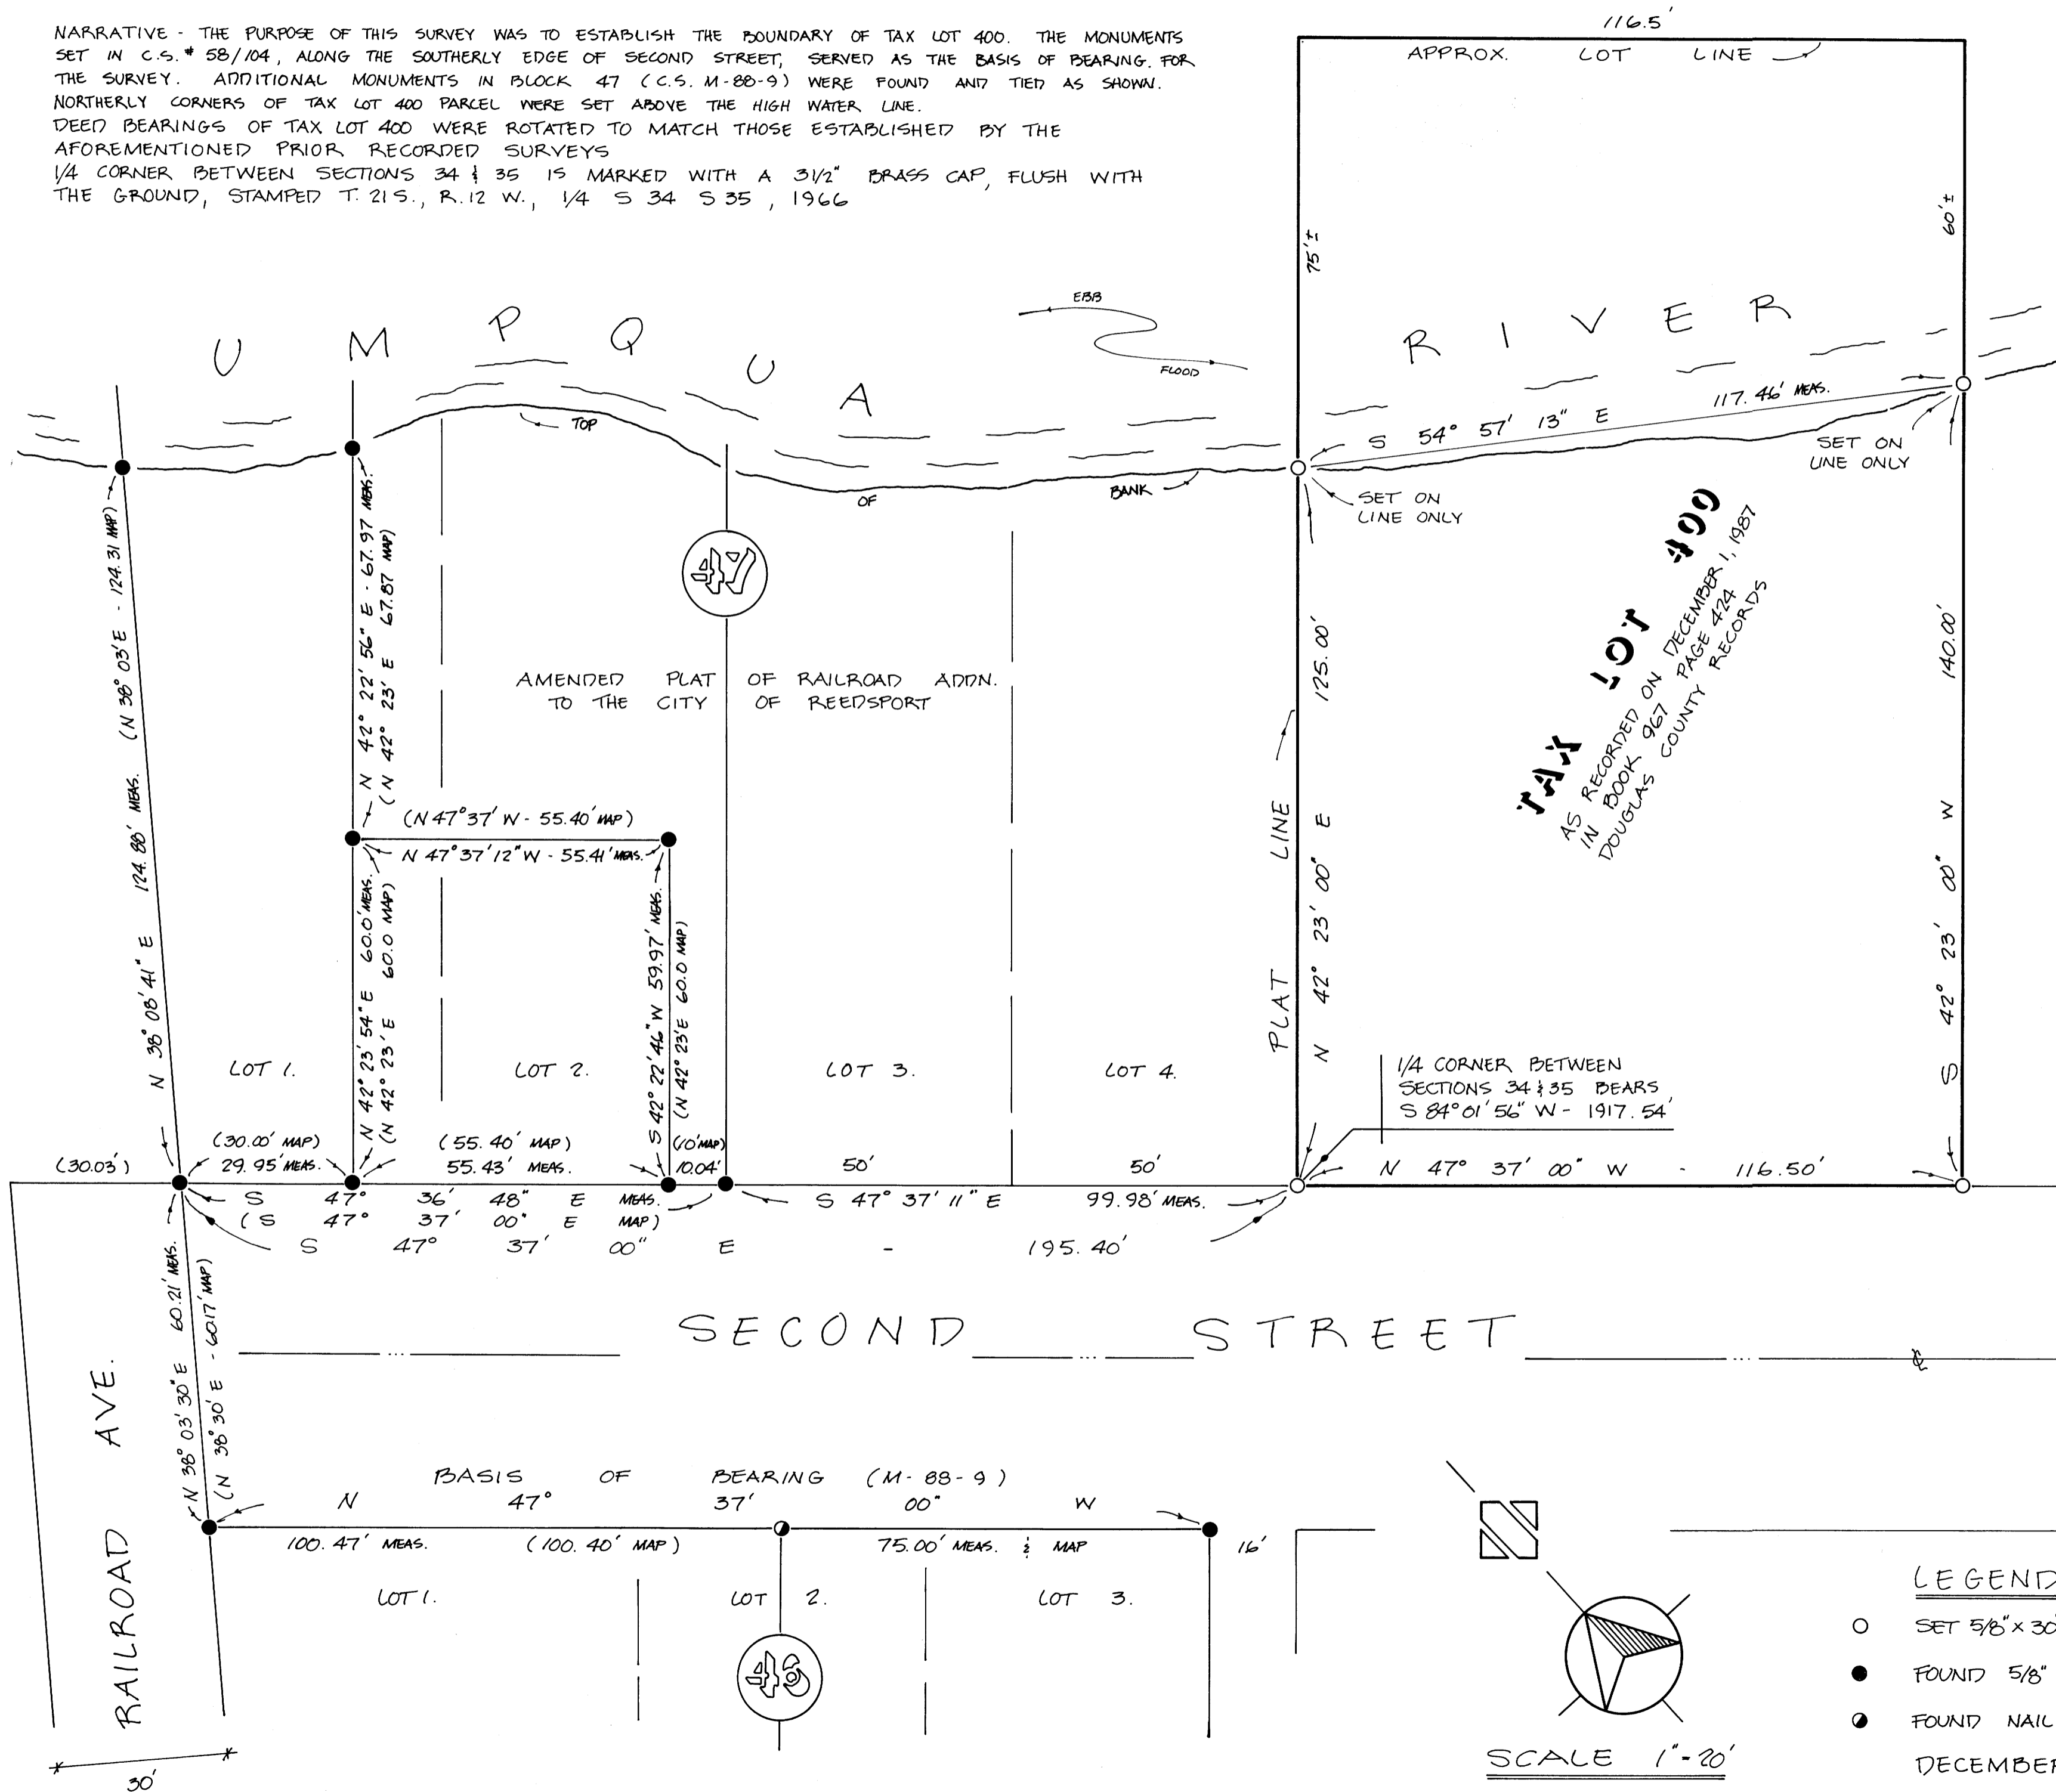 NARRATIVE - THE PURPOSE OF THIS SURVEY WAS TO ESTABLISH THE BOUNDARY OF TAX LOT 400. THE MONUMENTS
SET IN C.S.# 58/104, ALONG THE SOUTHERLY EDGE OF SECOND STREET, SERVED AS THE BASIS OF BEARING. FOR
THE SURVEY. ADDITIONAL MONUMENTS IN BLOCK 47 (C.S. M-88-9) WERE FOUND AND TIED AS SHOWN.
NORTHERLY CORNERS OF TAX LOT 400 PARCEL WERE SET ABOVE THE HIGH WATER LINE.
DEED BEARINGS OF TAX LOT 400 WERE ROTATED TO MATCH THOSE ESTABLISHED BY THE
AFOREMENTIONED PRIOR RECORDED SURVEYS
1/4 CORNER BETWEEN SECTIONS 34 & 35 IS MARKED WITH A 3 1/2" BRASS CAP, FLUSH WITH
THE GROUND, STAMPED T. 21 S., R. 12 W., 1/4 S 34 S 35, 1966
116.5'
APPROX. LOT LINE
75'±
60'±
EBB
FLOOD
UMPQUA RIVER
TOP OF BANK
S 54° 57' 13" E 117.46' MEAS.
SET ON
LINE ONLY
SET ON
LINE ONLY
47
AMENDED PLAT OF RAILROAD ADDN.
TO THE CITY OF REEDSPORT
TAX LOT 400
AS RECORDED ON DECEMBER 1, 1987
IN BOOK 967 PAGE 424
DOUGLAS COUNTY RECORDS
N 38° 08' 41" E 124.88' MEAS. (N 38° 03' E - 124.31 MAP)
N 42° 22' 56" E - 67.97 MEAS.
(N 42° 23' E 67.87 MAP)
(N 47° 37' W - 55.40' MAP)
N 47° 37' 12" W - 55.41' MEAS.
N 42° 23' 54" E 60.0' MEAS.
(N 42° 23' E 60.0 MAP)
S 42° 22' 46" W 59.97' MEAS.
(N 42° 23' E 60.0 MAP)
PLAT LINE
N 42° 23' 00" E 125.00'
S 42° 23' 00" W 140.00'
LOT 1.
LOT 2.
LOT 3.
LOT 4.
1/4 CORNER BETWEEN
SECTIONS 34 & 35 BEARS
S 84° 01' 56" W - 1917.54'
(30.03')
(30.00' MAP)
29.95' MEAS.
(55.40' MAP)
55.43' MEAS.
(10' MAP)
10.04'
50'
50'
N 47° 37' 00" W - 116.50'
S 47° 36' 48" E MEAS.
(S 47° 37' 00" E MAP)
S 47° 37' 11" E 99.98' MEAS.
S 47° 37' 00" E - 195.40'
N 38° 03' 30" E 60.21' MEAS.
(N 38° 30' E - 60.17' MAP)
SECOND STREET
RAILROAD AVE.
30'
BASIS OF BEARING (M-88-9)
N 47° 37' 00" W
100.47' MEAS. (100.40' MAP)
75.00' MEAS. & MAP
16'
LOT 1.
LOT 2.
LOT 3.
46
N
SCALE 1"-20'
LEGEND
SET 5/8" x 30
FOUND 5/8"
FOUND NAIL
DECEMBER